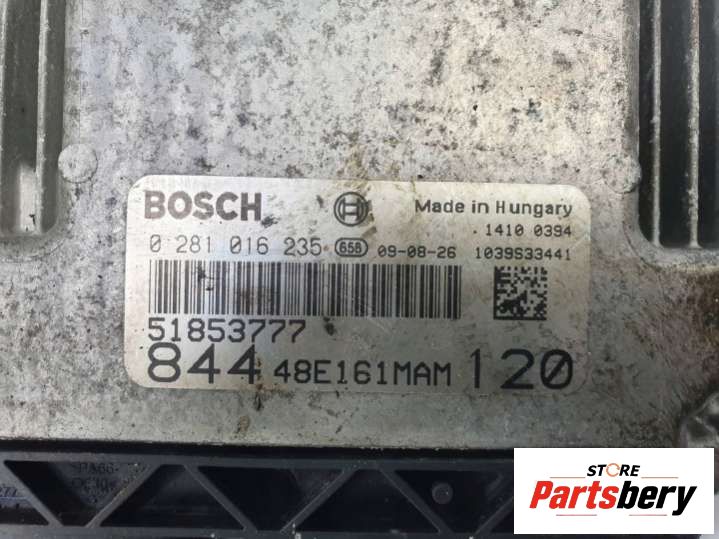 BOSCH Made in Hungary
.1410 0394
0 281 016 235 658 09-08-26 1039S33441
51853777
844 48E161MAM 120
STORE
Partsbery